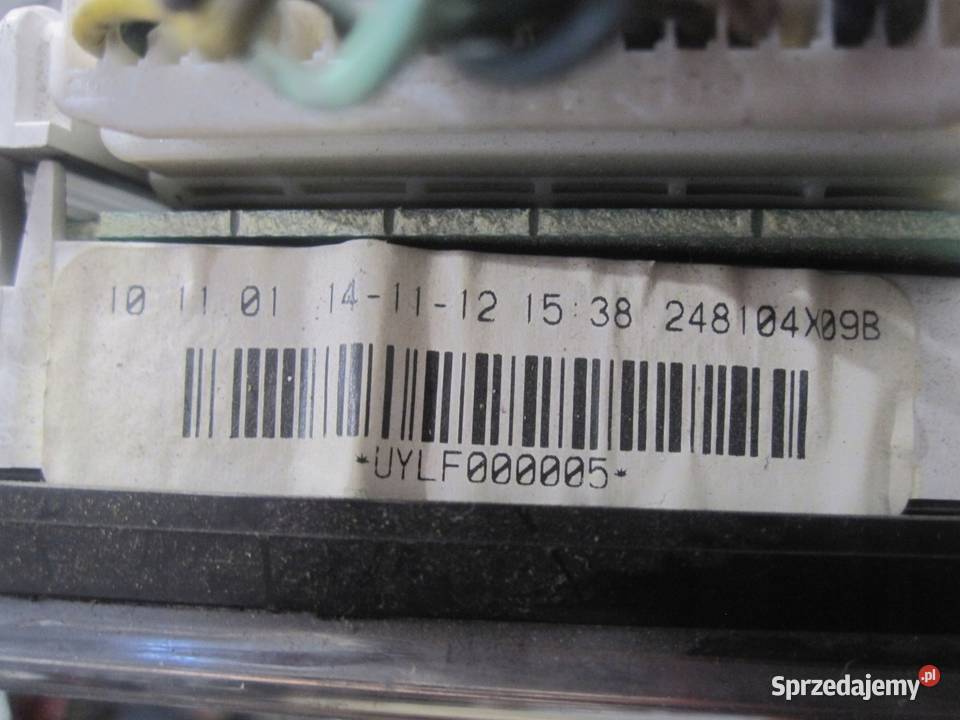 10 11 01 14-11-12 15:38 248104X09B
*UYLF000005*
Sprzedajemy.pl